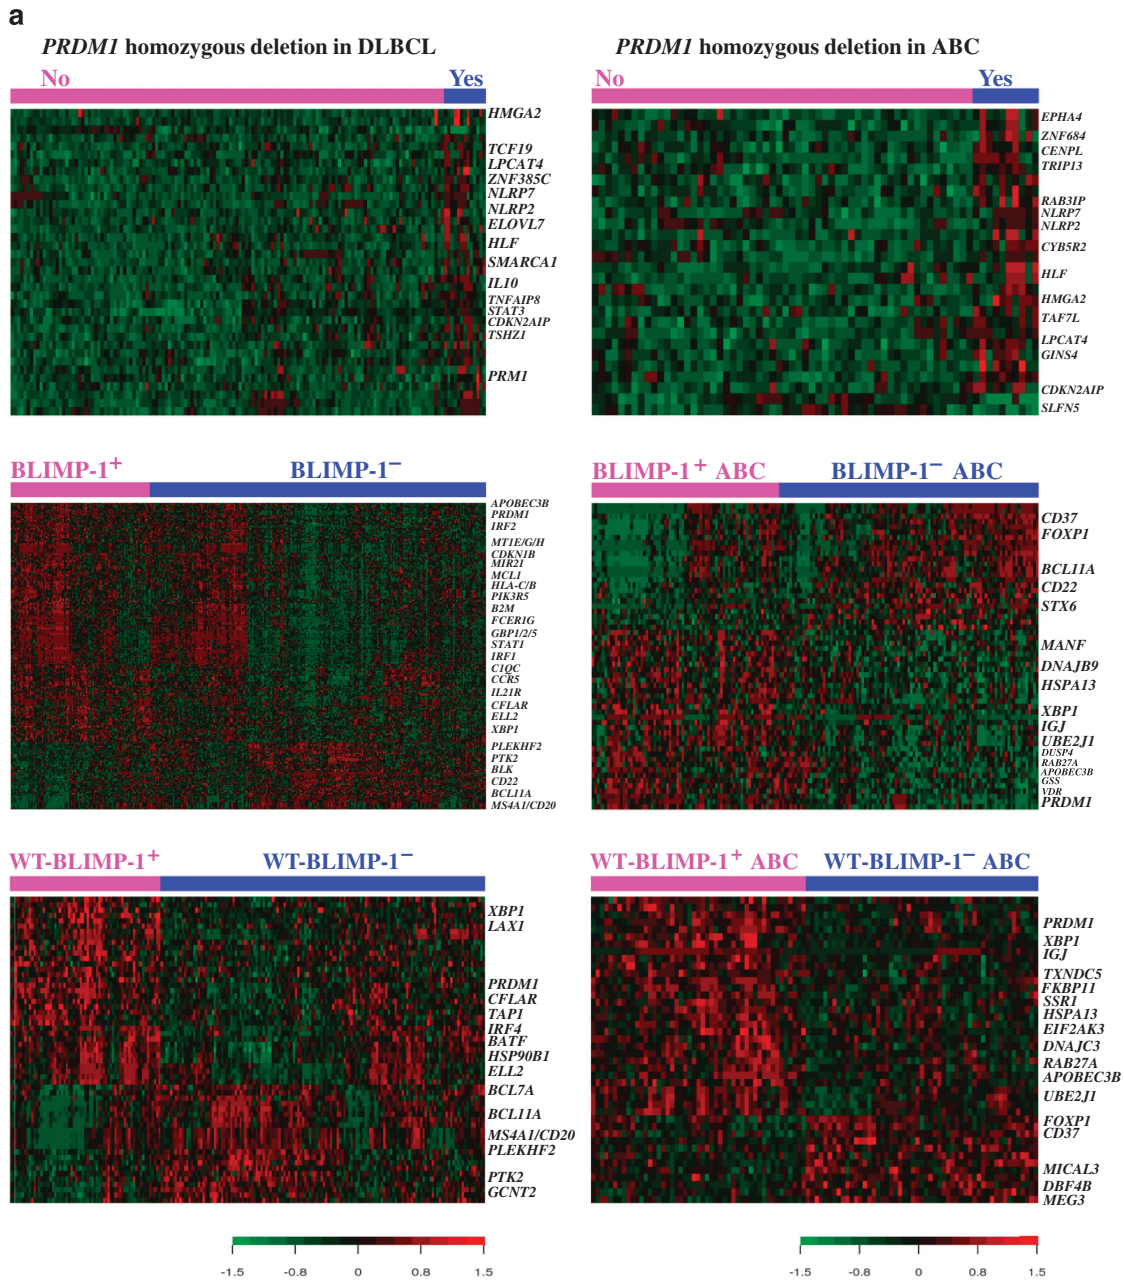 a
PRDM1 homozygous deletion in DLBCL
No
Yes
HMGA2
TCF19
LPCAT4
ZNF385C
NLRP7
NLRP2
ELOVL7
HLF
SMARCA1
IL10
TNFAIP8
STAT3
CDKN2AIP
TSHZ1
PRM1
PRDM1 homozygous deletion in ABC
No
Yes
EPHA4
ZNF684
CENPL
TRIP13
RAB3IP
NLRP7
NLRP2
CYB5R2
HLF
HMGA2
TAF7L
LPCAT4
GINS4
CDKN2AIP
SLFN5
BLIMP-1+
BLIMP-1−
APOBEC3B
PRDM1
IRF2
MT1E/G/H
CDKN1B
MIR21
MCL1
HLA-C/B
PIK3R5
B2M
FCER1G
GBP1/2/5
STAT1
IRF1
C1QC
CCR5
IL21R
CFLAR
ELL2
XBP1
PLEKHF2
PTK2
BLK
CD22
BCL11A
MS4A1/CD20
BLIMP-1+ ABC
BLIMP-1− ABC
CD37
FOXP1
BCL11A
CD22
STX6
MANF
DNAJB9
HSPA13
XBP1
IGJ
UBE2J1
DUSP4
RAB27A
APOBEC3B
GSS
VDR
PRDM1
WT-BLIMP-1+
WT-BLIMP-1−
XBP1
LAX1
PRDM1
CFLAR
TAP1
IRF4
BATF
HSP90B1
ELL2
BCL7A
BCL11A
MS4A1/CD20
PLEKHF2
PTK2
GCNT2
WT-BLIMP-1+ ABC
WT-BLIMP-1− ABC
PRDM1
XBP1
IGJ
TXNDC5
FKBP11
SSR1
HSPA13
EIF2AK3
DNAJC3
RAB27A
APOBEC3B
UBE2J1
FOXP1
CD37
MICAL3
DBF4B
MEG3
-1.5 -0.8 0 0.8 1.5
-1.5 -0.8 0 0.8 1.5